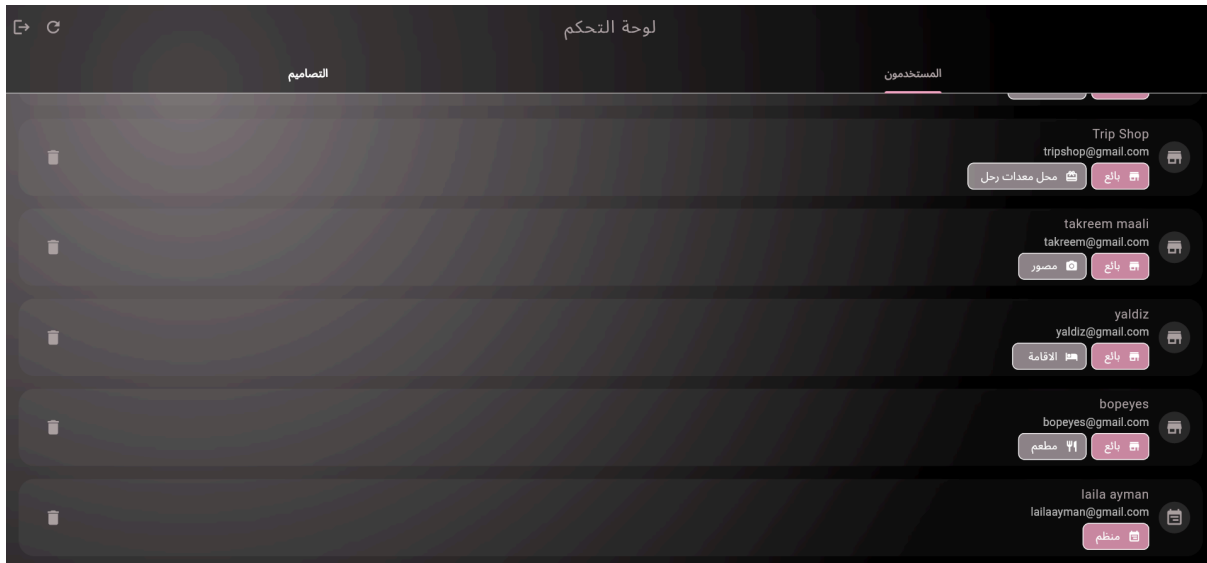 لوحة التحكم
المستخدمون
التصاميم
Trip Shop
tripshop@gmail.com
بائع محل معدات رحل
takreem maali
takreem@gmail.com
بائع مصور
yaldiz
yaldiz@gmail.com
بائع الاقامة
bopeyes
bopeyes@gmail.com
بائع مطعم
laila ayman
lailaayman@gmail.com
منظم